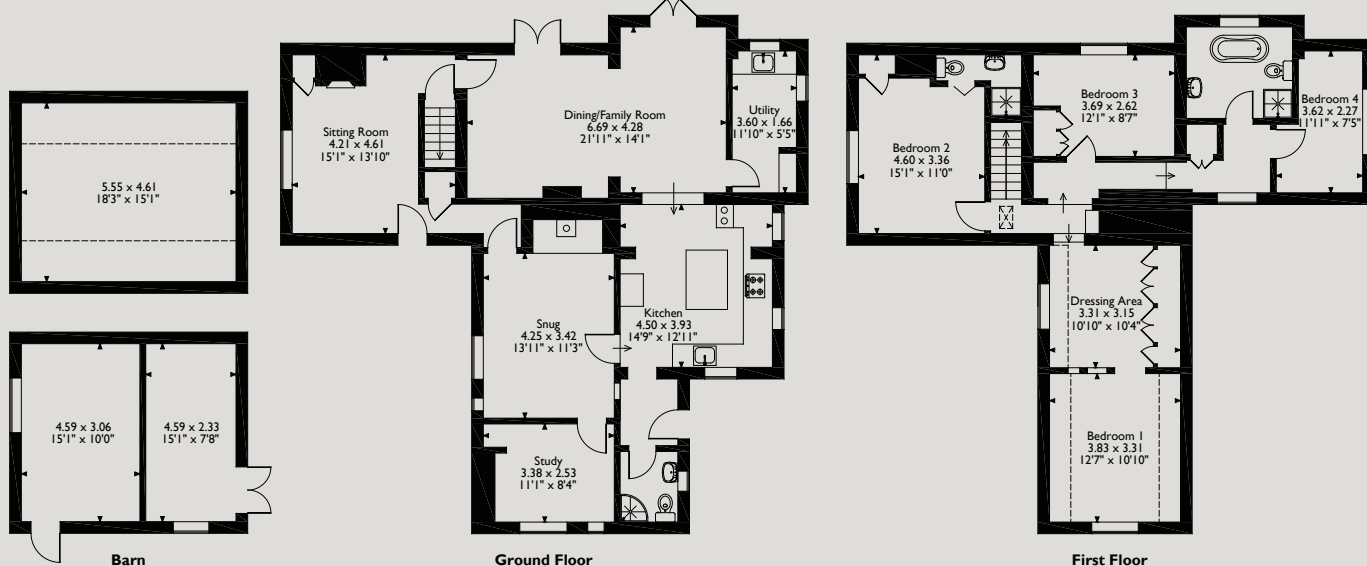 5.55 x 4.61
18'3" x 15'1"
4.59 x 3.06
15'1" x 10'0"
4.59 x 2.33
15'1" x 7'8"
Barn
Sitting Room
4.21 x 4.61
15'1" x 13'10"
Dining/Family Room
6.69 x 4.28
21'11" x 14'1"
Utility
3.60 x 1.66
11'10" x 5'5"
Kitchen
4.50 x 3.93
14'9" x 12'11"
Snug
4.25 x 3.42
13'11" x 11'3"
Study
3.38 x 2.53
11'1" x 8'4"
Ground Floor
Bedroom 2
4.60 x 3.36
15'1" x 11'0"
Bedroom 3
3.69 x 2.62
12'1" x 8'7"
Bedroom 4
3.62 x 2.27
11'11" x 7'5"
Dressing Area
3.31 x 3.15
10'10" x 10'4"
Bedroom 1
3.83 x 3.31
12'7" x 10'10"
First Floor